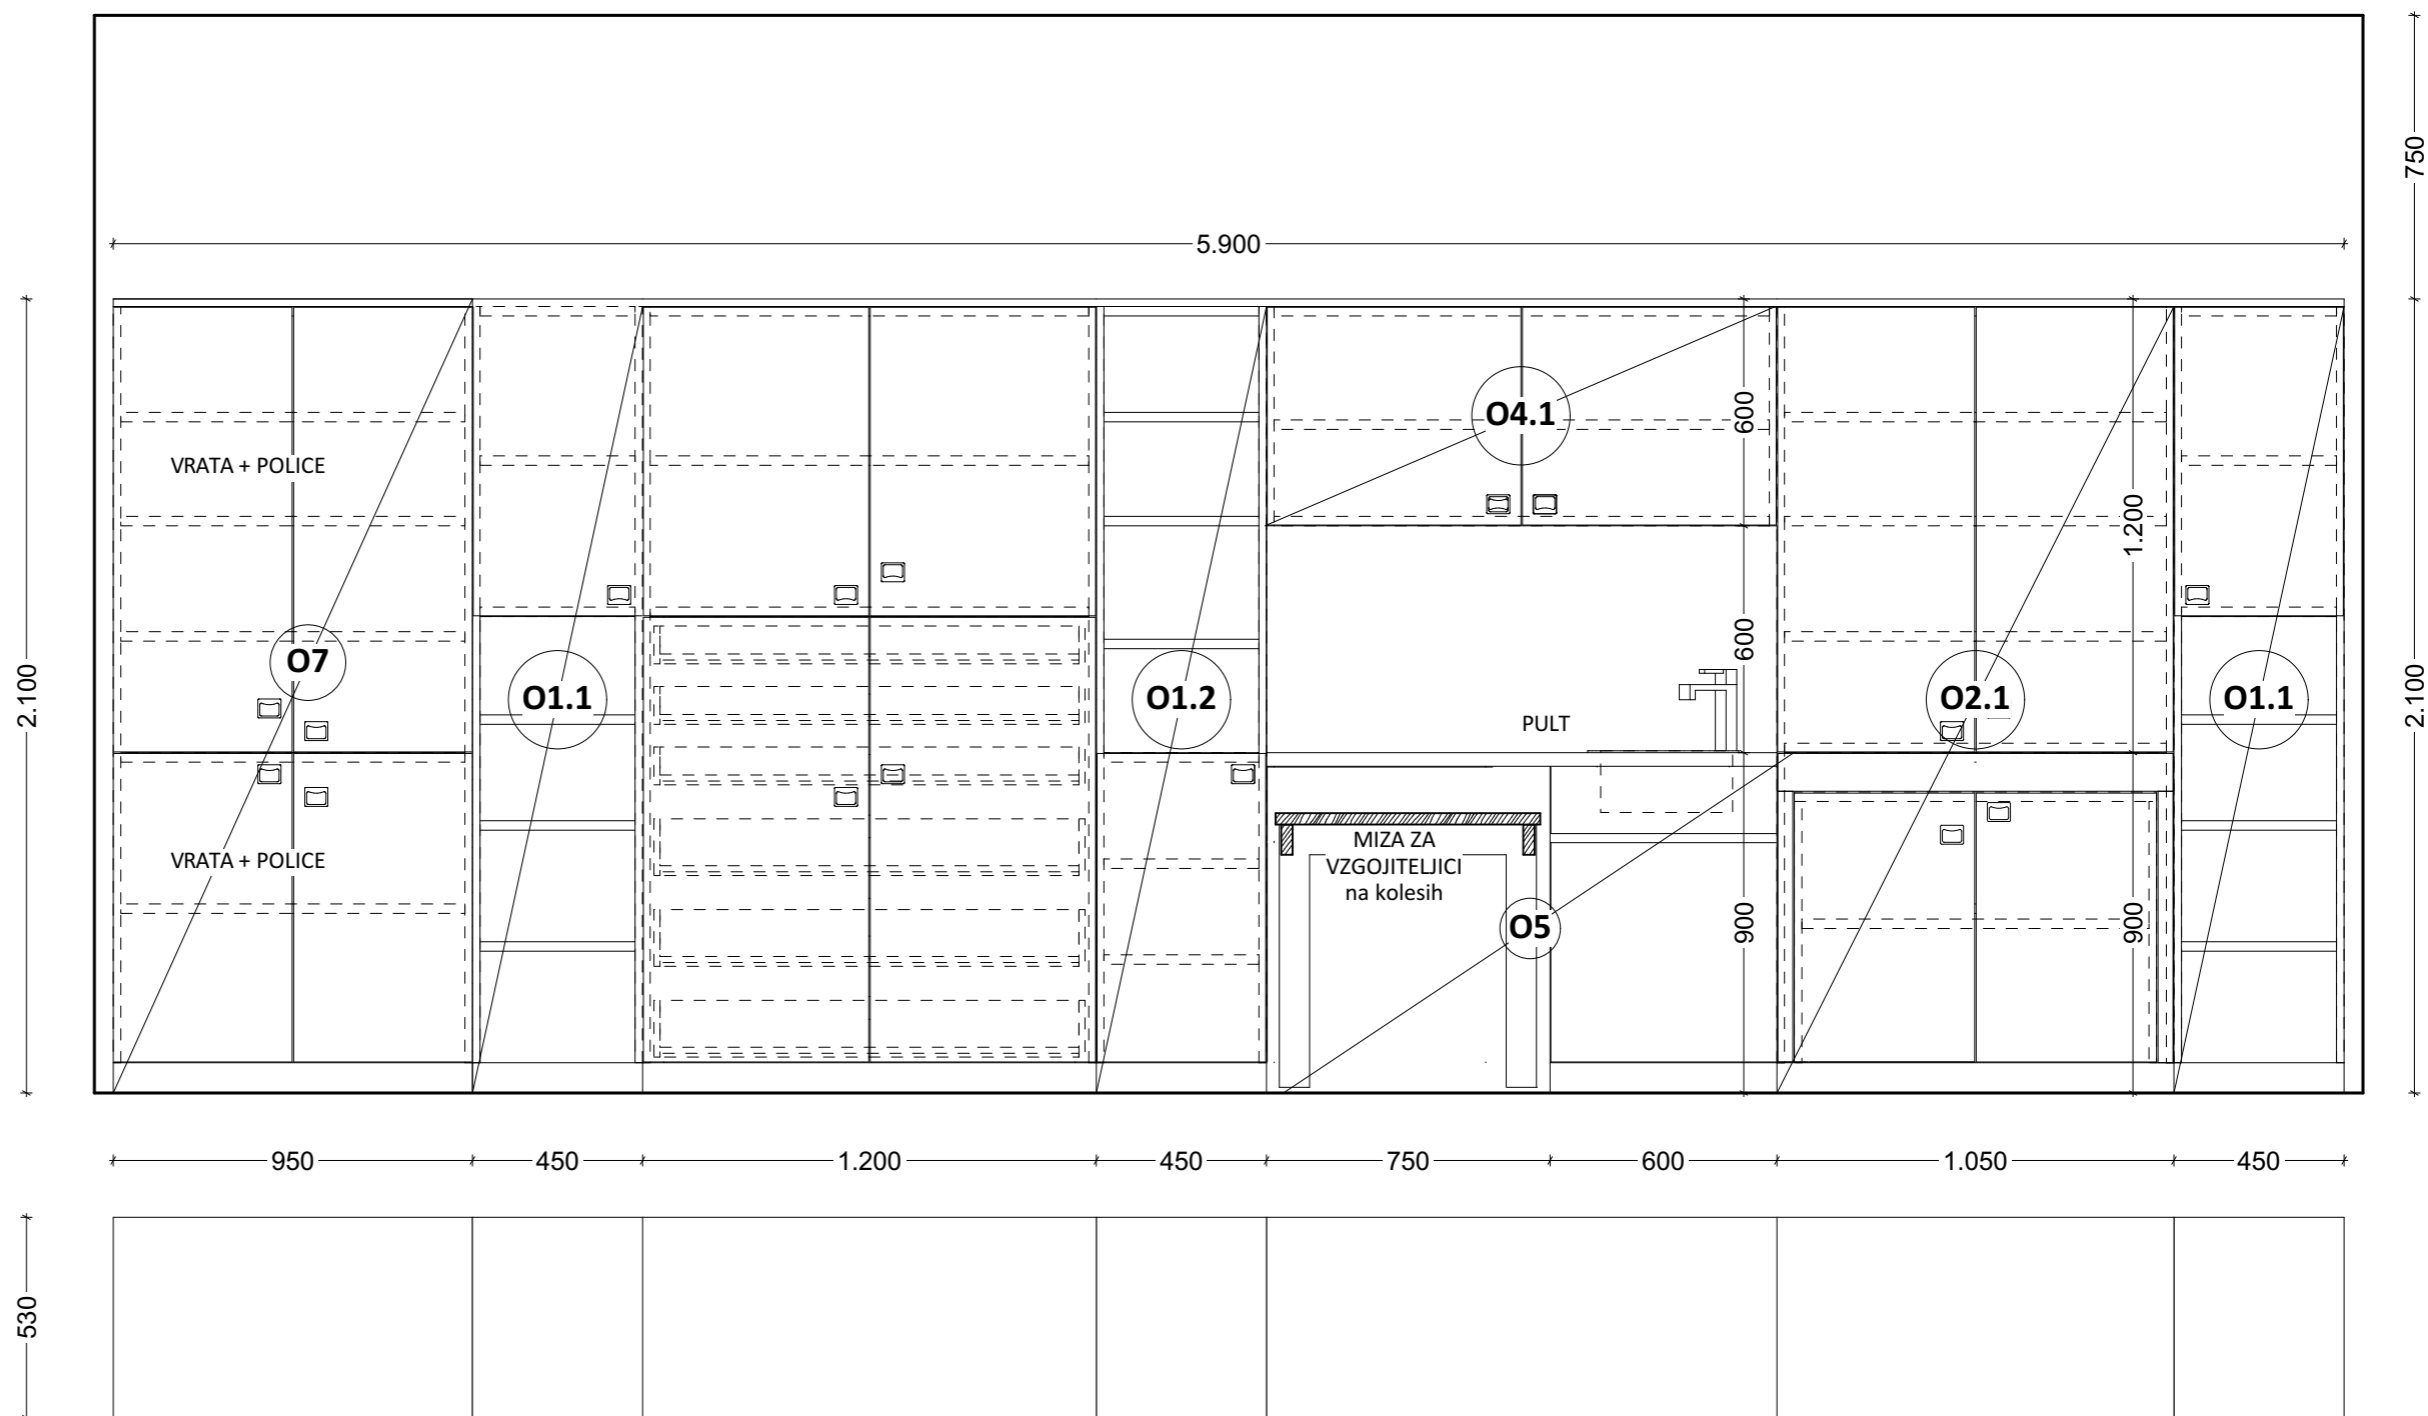 750
5.900
O4.1
600
VRATA + POLICE
1.200
600
O7
O1.1
O1.2
O2.1
O1.1
2.100
2.100
PULT
MIZA ZA
VZGOJITELJICI
na kolesih
VRATA + POLICE
O5
900
900
950
450
1.200
450
750
600
1.050
450
530